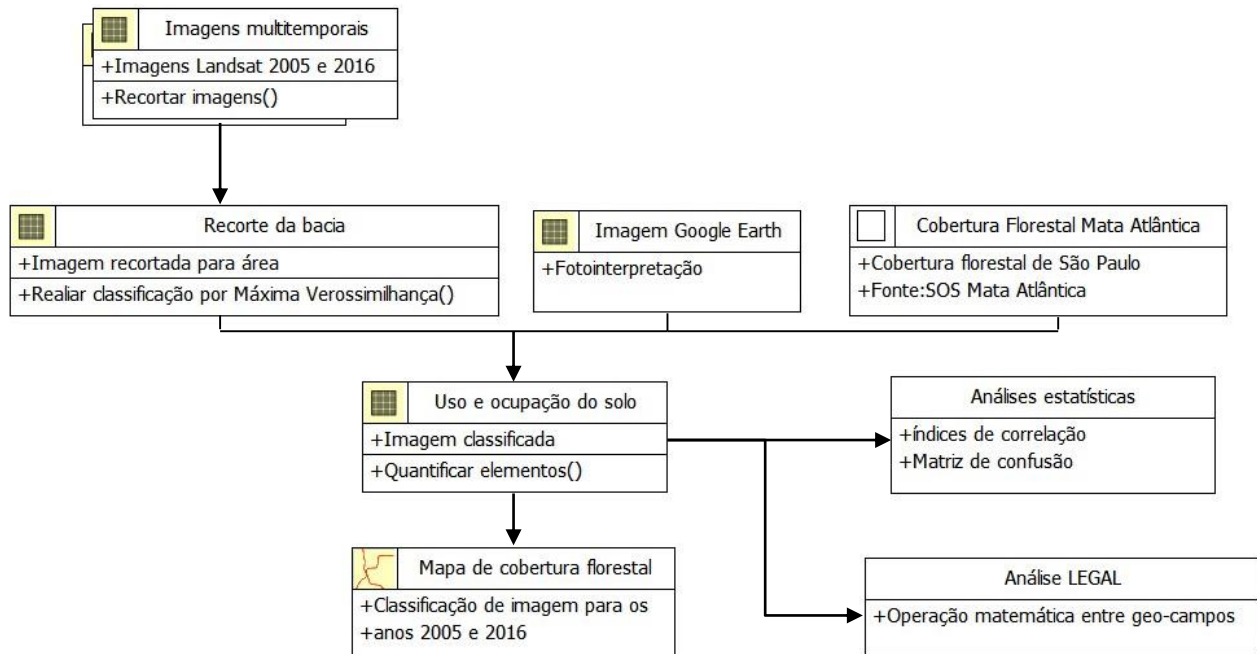 Imagens multitemporais
+Imagens Landsat 2005 e 2016
+Recortar imagens()
Recorte da bacia
+Imagem recortada para área
+Realiar classificação por Máxima Verossimilhança()
Imagem Google Earth
+Fotointerpretação
Cobertura Florestal Mata Atlântica
+Cobertura florestal de São Paulo
+Fonte:SOS Mata Atlântica
Uso e ocupação do solo
+Imagem classificada
+Quantificar elementos()
Análises estatísticas
+índices de correlação
+Matriz de confusão
Mapa de cobertura florestal
+Classificação de imagem para os
+anos 2005 e 2016
Análise LEGAL
+Operação matemática entre geo-campos